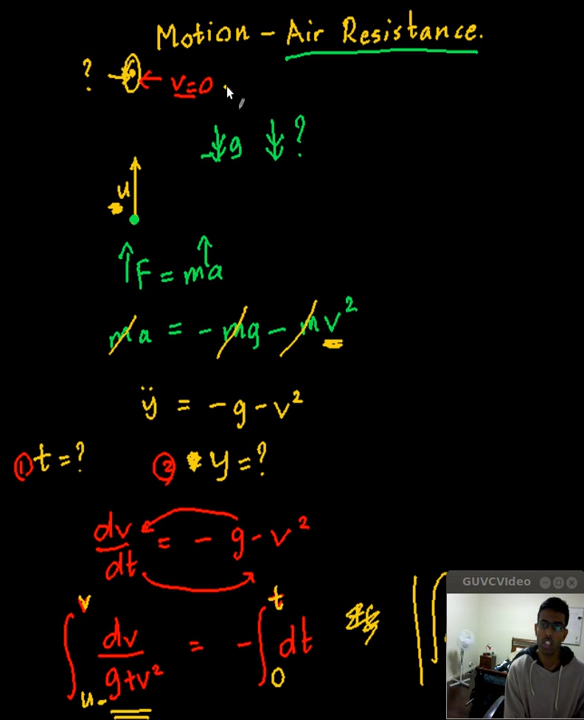 Motion - Air Resistance.
? v=0
g ?
u
F = ma
ma = -mg - mv²
ÿ = -g - v²
① t = ? ② y = ?
dv/dt = -g - v²
∫ᵤᵛ dv/(g+v²) = -∫₀ᵗ dt
GUVCVideo